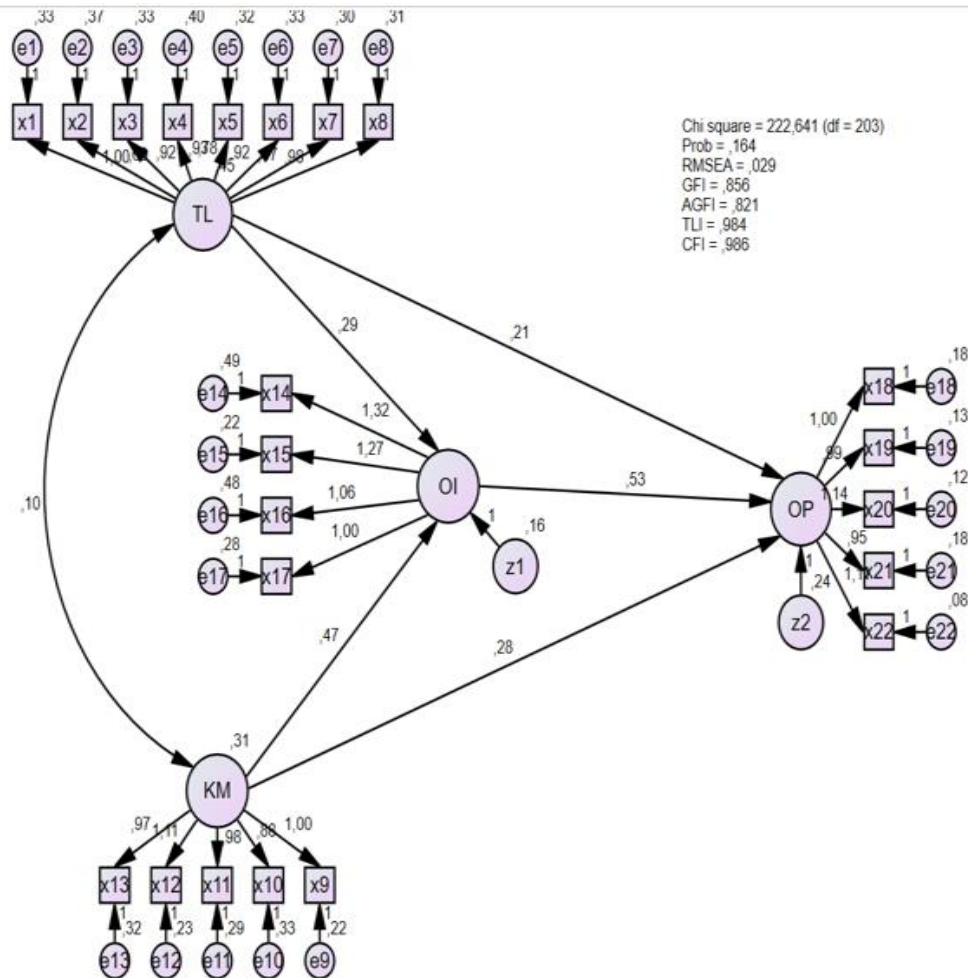 ,33 ,37 ,33 ,40 ,32 ,33 ,30 ,31
e1 e2 e3 e4 e5 e6 e7 e8
1 1 1 1 1 1 1 1
x1 x2 x3 x4 x5 x6 x7 x8
1,00 ,92 ,92
TL
Chi square = 222,641 (df = 203)
Prob = ,164
RMSEA = ,029
GFI = ,856
AGFI = ,821
TLI = ,984
CFI = ,986
,29
,21
,10
,49
e14 1 x14
1,32
,22
e15 1 x15
1,27
,48
e16 1 x16
1,06
,28
e17 1 x17
1,00
OI
,53
1 ,16
z1
,47
,28
OP
1 ,24
z2
,18
1,00 x18 1 e18
,13
,99 x19 1 e19
,12
1,14 x20 1 e20
,18
,95 x21 1 e21
,08
x22 1 e22
,31
KM
,97 1,11 ,98 1,00
x13 x12 x11 x10 x9
1 1 1 1 1
,32 ,23 ,29 ,33 ,22
e13 e12 e11 e10 e9